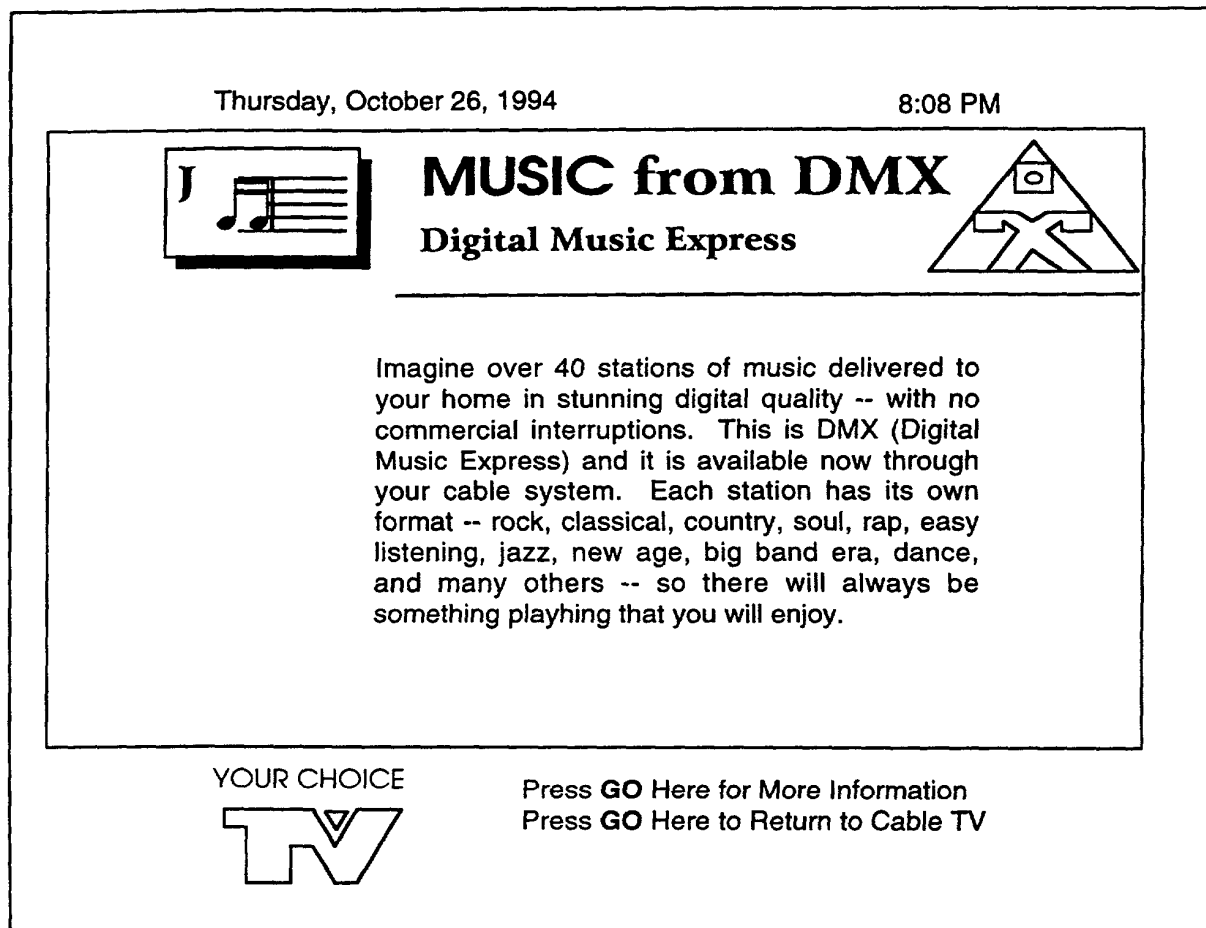 Thursday, October 26, 1994 8:08 PM
J
MUSIC from DMX
Digital Music Express
Imagine over 40 stations of music delivered to
your home in stunning digital quality -- with no
commercial interruptions. This is DMX (Digital
Music Express) and it is available now through
your cable system. Each station has its own
format -- rock, classical, country, soul, rap, easy
listening, jazz, new age, big band era, dance,
and many others -- so there will always be
something playhing that you will enjoy.
YOUR CHOICE
TV
Press GO Here for More Information
Press GO Here to Return to Cable TV